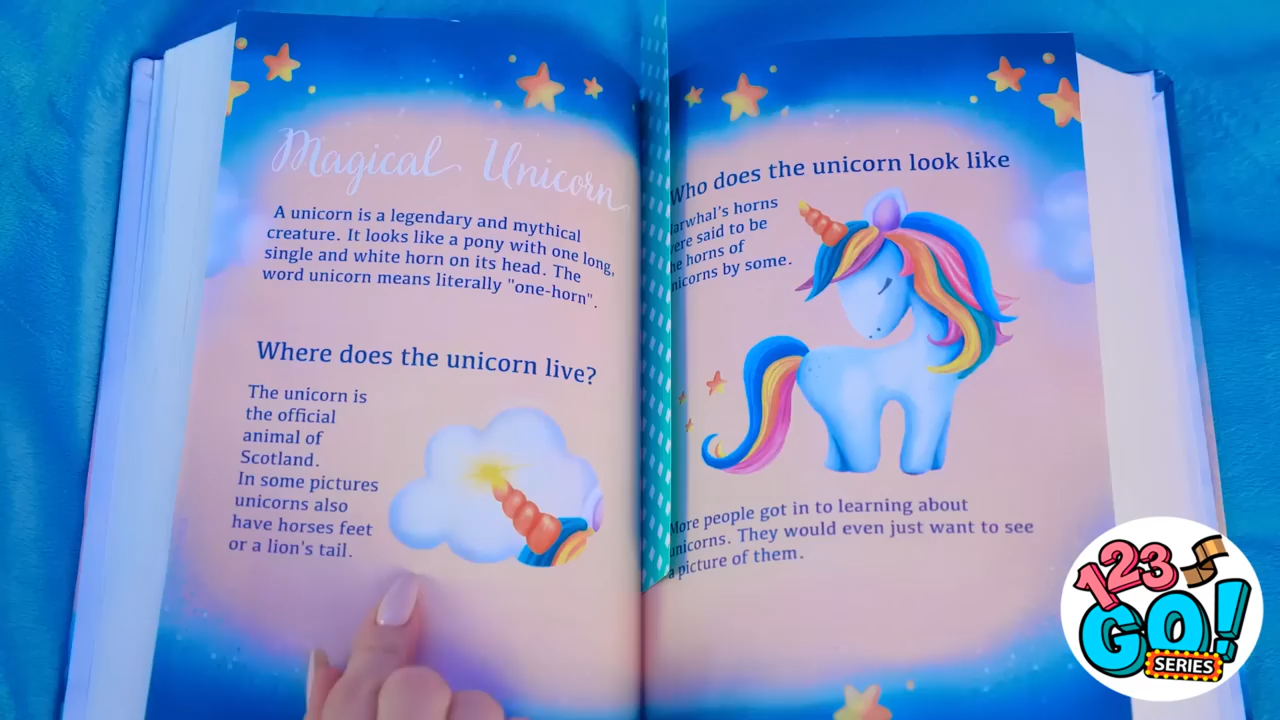 Magical Unicorn
A unicorn is a legendary and mythical
creature. It looks like a pony with one long,
single and white horn on its head. The
word unicorn means literally "one-horn".
Where does the unicorn live?
The unicorn is
the official
animal of
Scotland.
In some pictures
unicorns also
have horses feet
or a lion's tail.
Who does the unicorn look like
arwhal's horns
ere said to be
he horns of
nicorns by some.
More people got in to learning about
unicorns. They would even just want to see
a picture of them.
123
GO!
SERIES